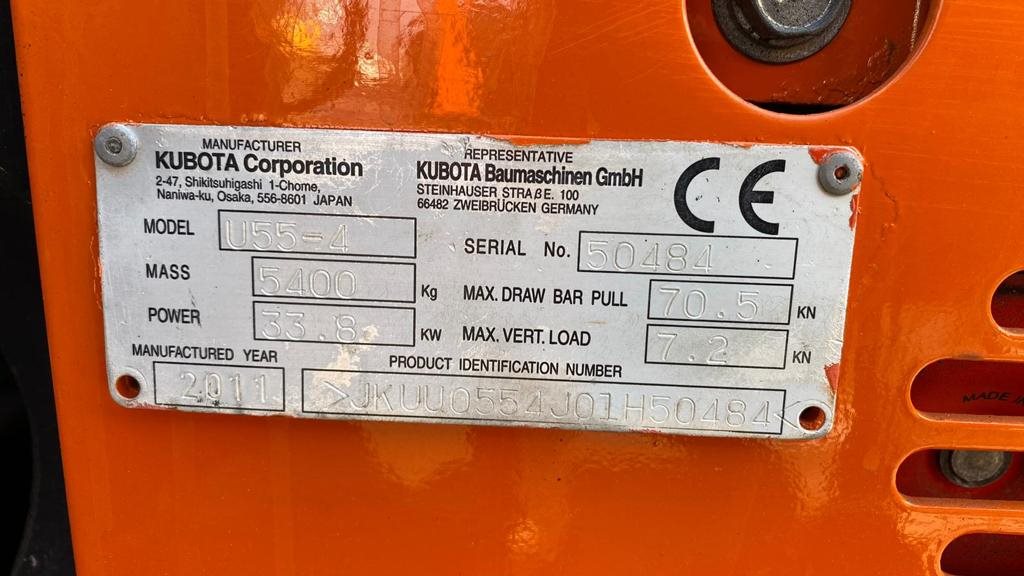 MANUFACTURER
KUBOTA Corporation
2-47, Shikitsuhigashi 1-Chome,
Naniwa-ku, Osaka, 556-8601 JAPAN
REPRESENTATIVE
KUBOTA Baumaschinen GmbH
STEINHAUSER STRAβE. 100
66482 ZWEIBRÜCKEN GERMANY
CE
MODEL U55-4
SERIAL No. 50484
MASS 5400 Kg
MAX. DRAW BAR PULL 70.5 KN
POWER 33.8 KW
MAX. VERT. LOAD 7.2 KN
MANUFACTURED YEAR
2011
PRODUCT IDENTIFICATION NUMBER
>JKUU0554J01H50484<
MADE IN